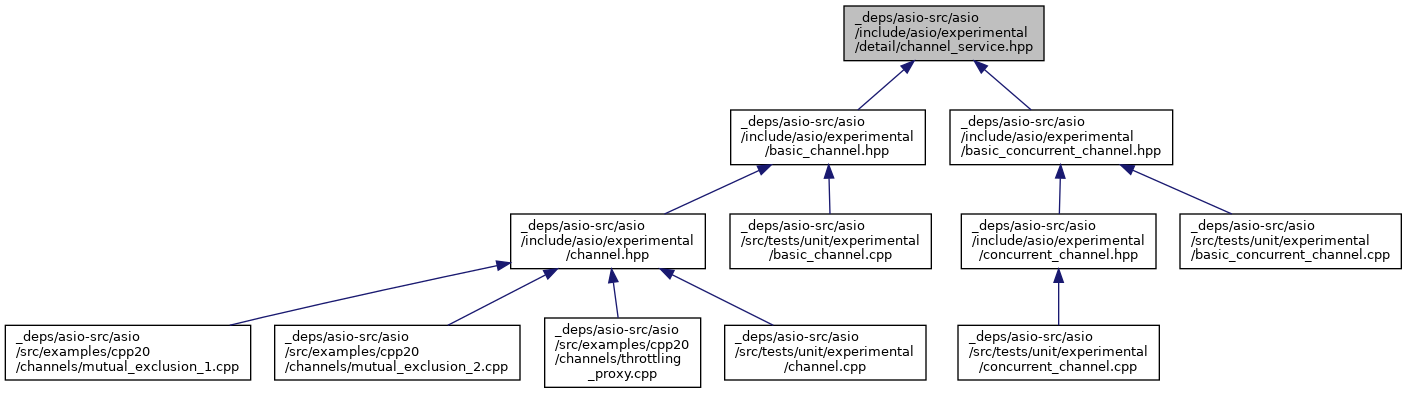 _deps/asio-src/asio
/include/asio/experimental
/detail/channel_service.hpp
_deps/asio-src/asio
/include/asio/experimental
/basic_channel.hpp
_deps/asio-src/asio
/include/asio/experimental
/basic_concurrent_channel.hpp
_deps/asio-src/asio
/include/asio/experimental
/channel.hpp
_deps/asio-src/asio
/src/tests/unit/experimental
/basic_channel.cpp
_deps/asio-src/asio
/include/asio/experimental
/concurrent_channel.hpp
_deps/asio-src/asio
/src/tests/unit/experimental
/basic_concurrent_channel.cpp
_deps/asio-src/asio
/src/examples/cpp20
/channels/mutual_exclusion_1.cpp
_deps/asio-src/asio
/src/examples/cpp20
/channels/mutual_exclusion_2.cpp
_deps/asio-src/asio
/src/examples/cpp20
/channels/throttling
_proxy.cpp
_deps/asio-src/asio
/src/tests/unit/experimental
/channel.cpp
_deps/asio-src/asio
/src/tests/unit/experimental
/concurrent_channel.cpp